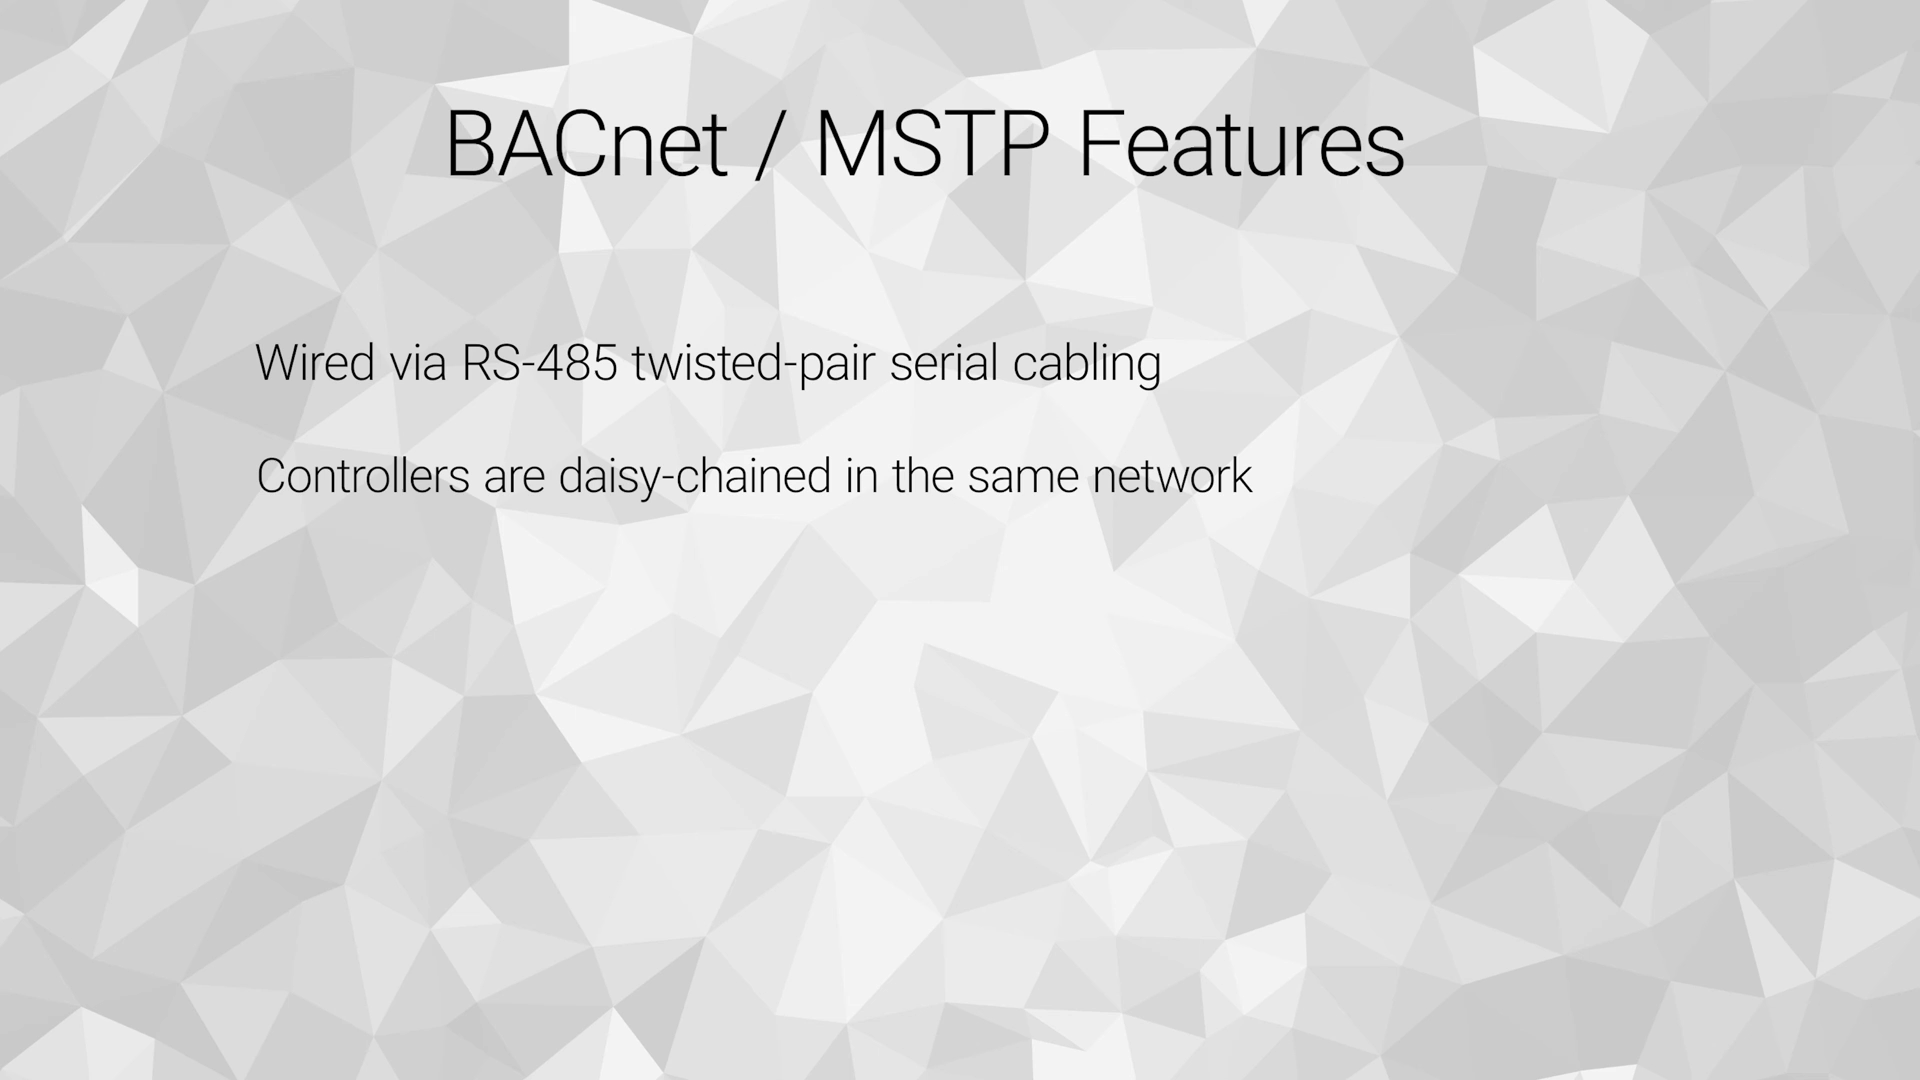 BACnet / MSTP Features
Wired via RS-485 twisted-pair serial cabling
Controllers are daisy-chained in the same network